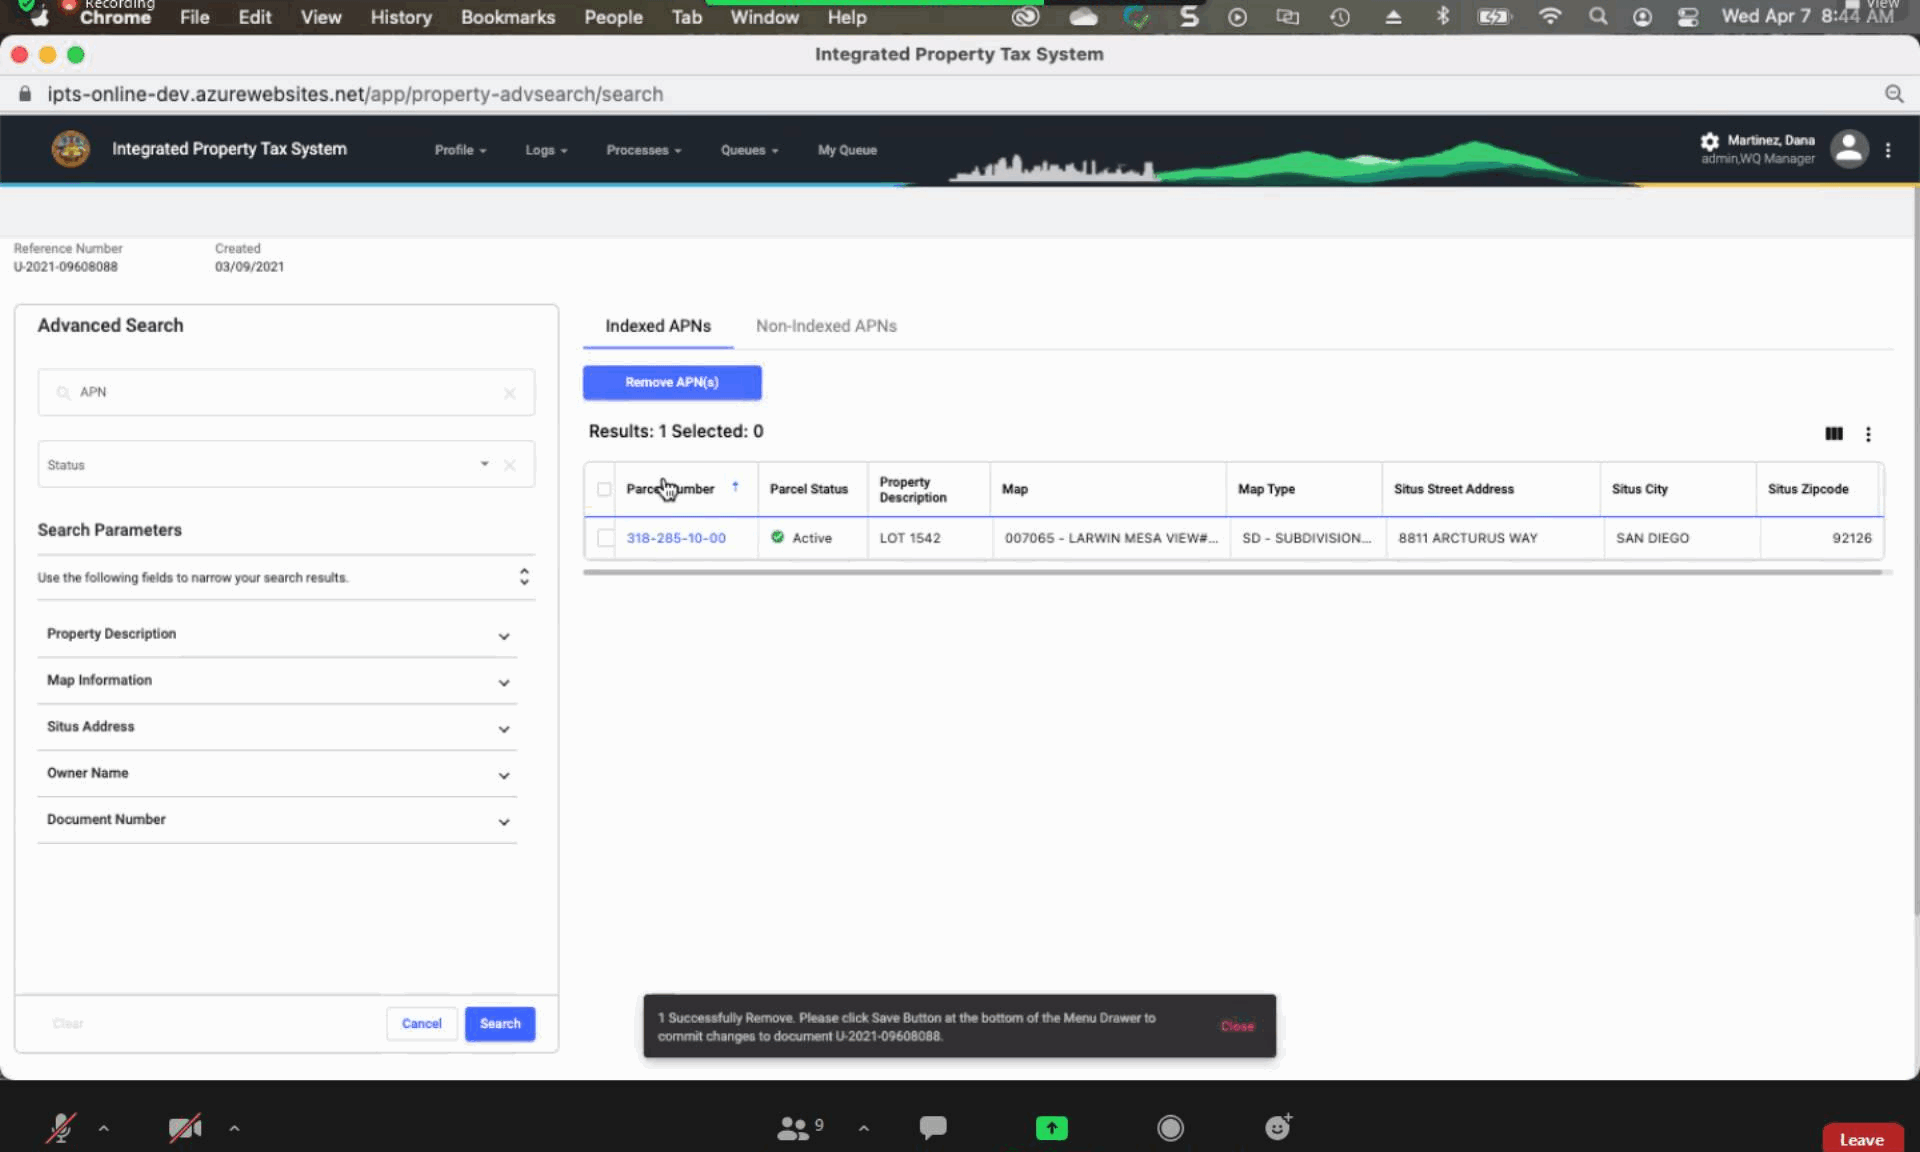 Recording
View
Chrome File Edit View History Bookmarks People Tab Window Help
Wed Apr 7 8:44 AM
Integrated Property Tax System
ipts-online-dev.azurewebsites.net/app/property-advsearch/search
Integrated Property Tax System
Profile Logs Processes Queues My Queue
Martinez, Dana
admin,WQ Manager
Reference Number Created
U-2021-09608088 03/09/2021
Advanced Search
APN
Status
Search Parameters
Use the following fields to narrow your search results.
Property Description
Map Information
Situs Address
Owner Name
Document Number
Clear Cancel Search
Indexed APNs Non-Indexed APNs
Remove APN(s)
Results: 1 Selected: 0
Parcel Number Parcel Status Property Description Map Map Type Situs Street Address Situs City Situs Zipcode
318-285-10-00 Active LOT 1542 007065 - LARWIN MESA VIEW#... SD - SUBDIVISION... 8811 ARCTURUS WAY SAN DIEGO 92126
1 Successfully Remove. Please click Save Button at the bottom of the Menu Drawer to
commit changes to document U-2021-09608088.
Close
9
Leave